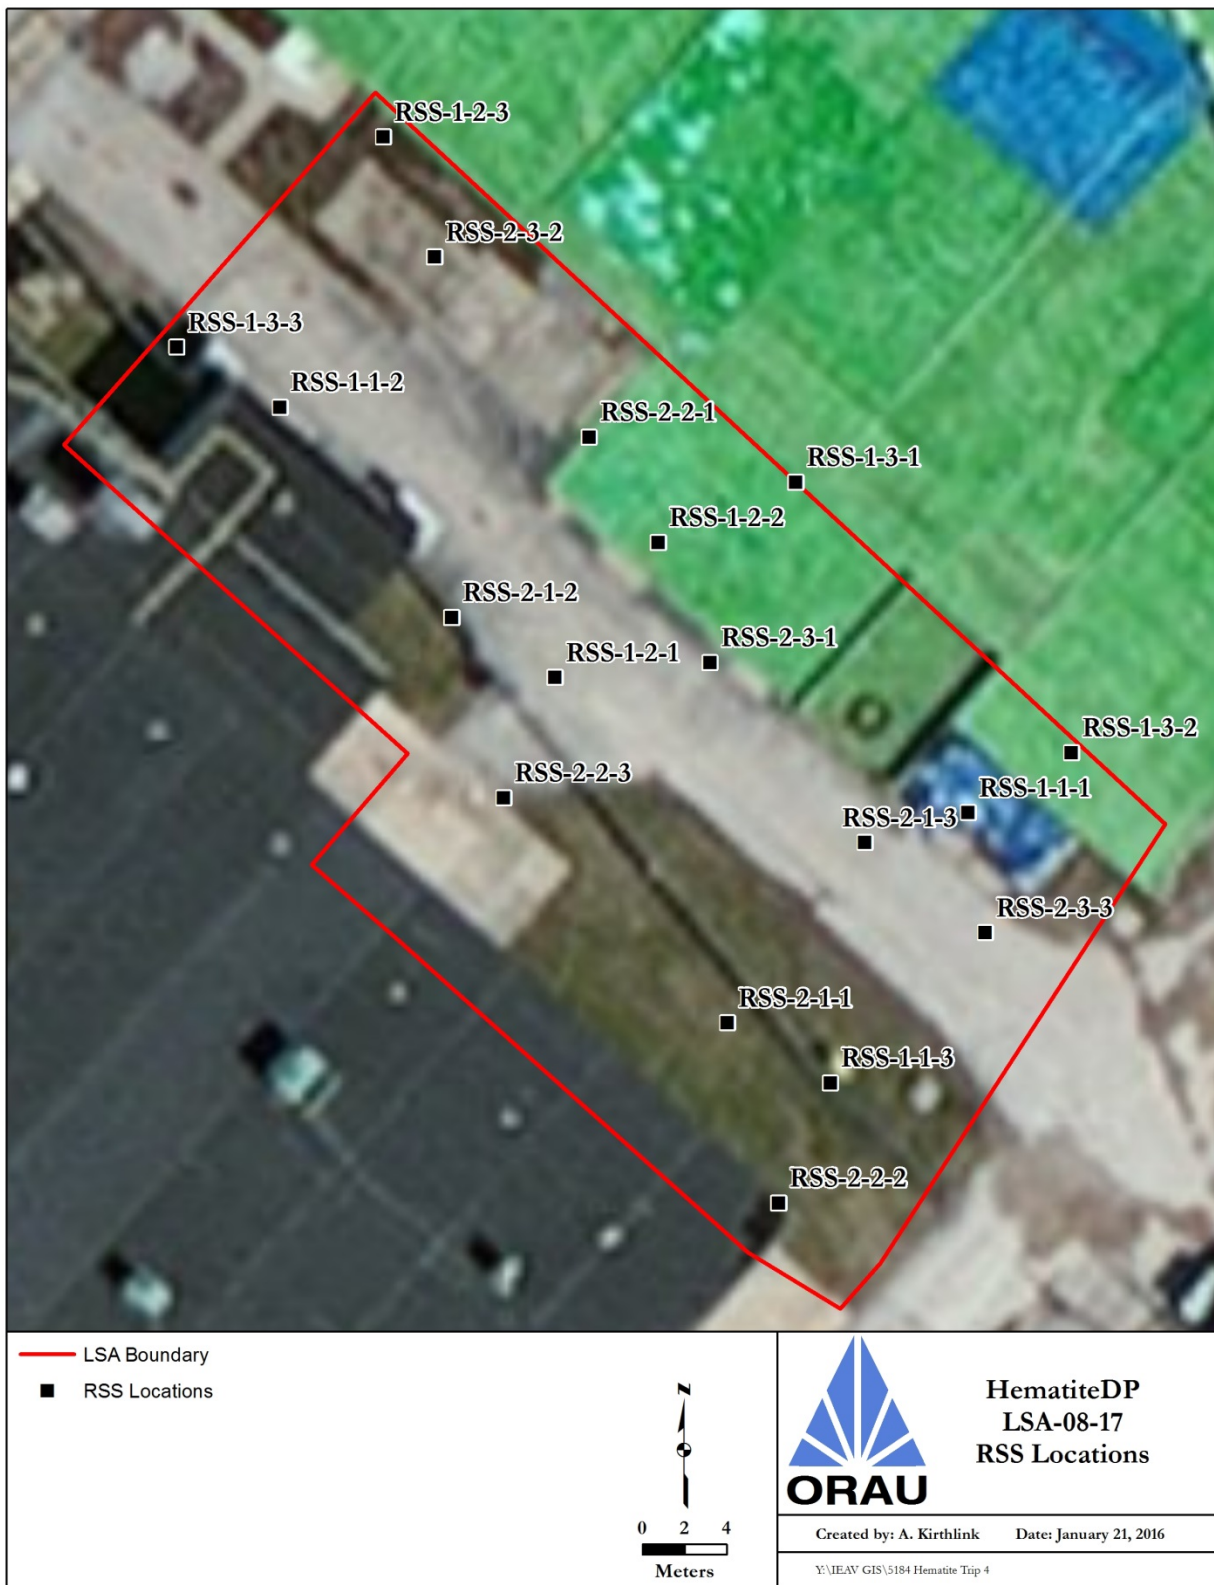 RSS-1-2-3
RSS-2-3-2
RSS-1-3-3
RSS-1-1-2
RSS-2-2-1
RSS-1-3-1
RSS-1-2-2
RSS-2-1-2
RSS-1-2-1
RSS-2-3-1
RSS-1-3-2
RSS-2-2-3
RSS-1-1-1
RSS-2-1-3
RSS-2-3-3
RSS-2-1-1
RSS-1-1-3
RSS-2-2-2
LSA Boundary
RSS Locations
N
0 2 4
Meters
ORAU
HematiteDP
LSA-08-17
RSS Locations
Created by: A. Kirthlink Date: January 21, 2016
Y:\IEAV GIS\5184 Hematite Trip 4